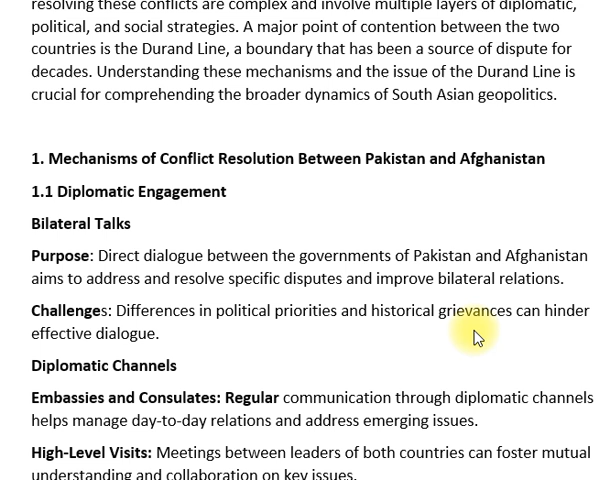 resolving these conflicts are complex and involve multiple layers of diplomatic,
political, and social strategies. A major point of contention between the two
countries is the Durand Line, a boundary that has been a source of dispute for
decades. Understanding these mechanisms and the issue of the Durand Line is
crucial for comprehending the broader dynamics of South Asian geopolitics.
1. Mechanisms of Conflict Resolution Between Pakistan and Afghanistan
1.1 Diplomatic Engagement
Bilateral Talks
Purpose: Direct dialogue between the governments of Pakistan and Afghanistan
aims to address and resolve specific disputes and improve bilateral relations.
Challenges: Differences in political priorities and historical grievances can hinder
effective dialogue.
Diplomatic Channels
Embassies and Consulates: Regular communication through diplomatic channels
helps manage day-to-day relations and address emerging issues.
High-Level Visits: Meetings between leaders of both countries can foster mutual
understanding and collaboration on key issues.